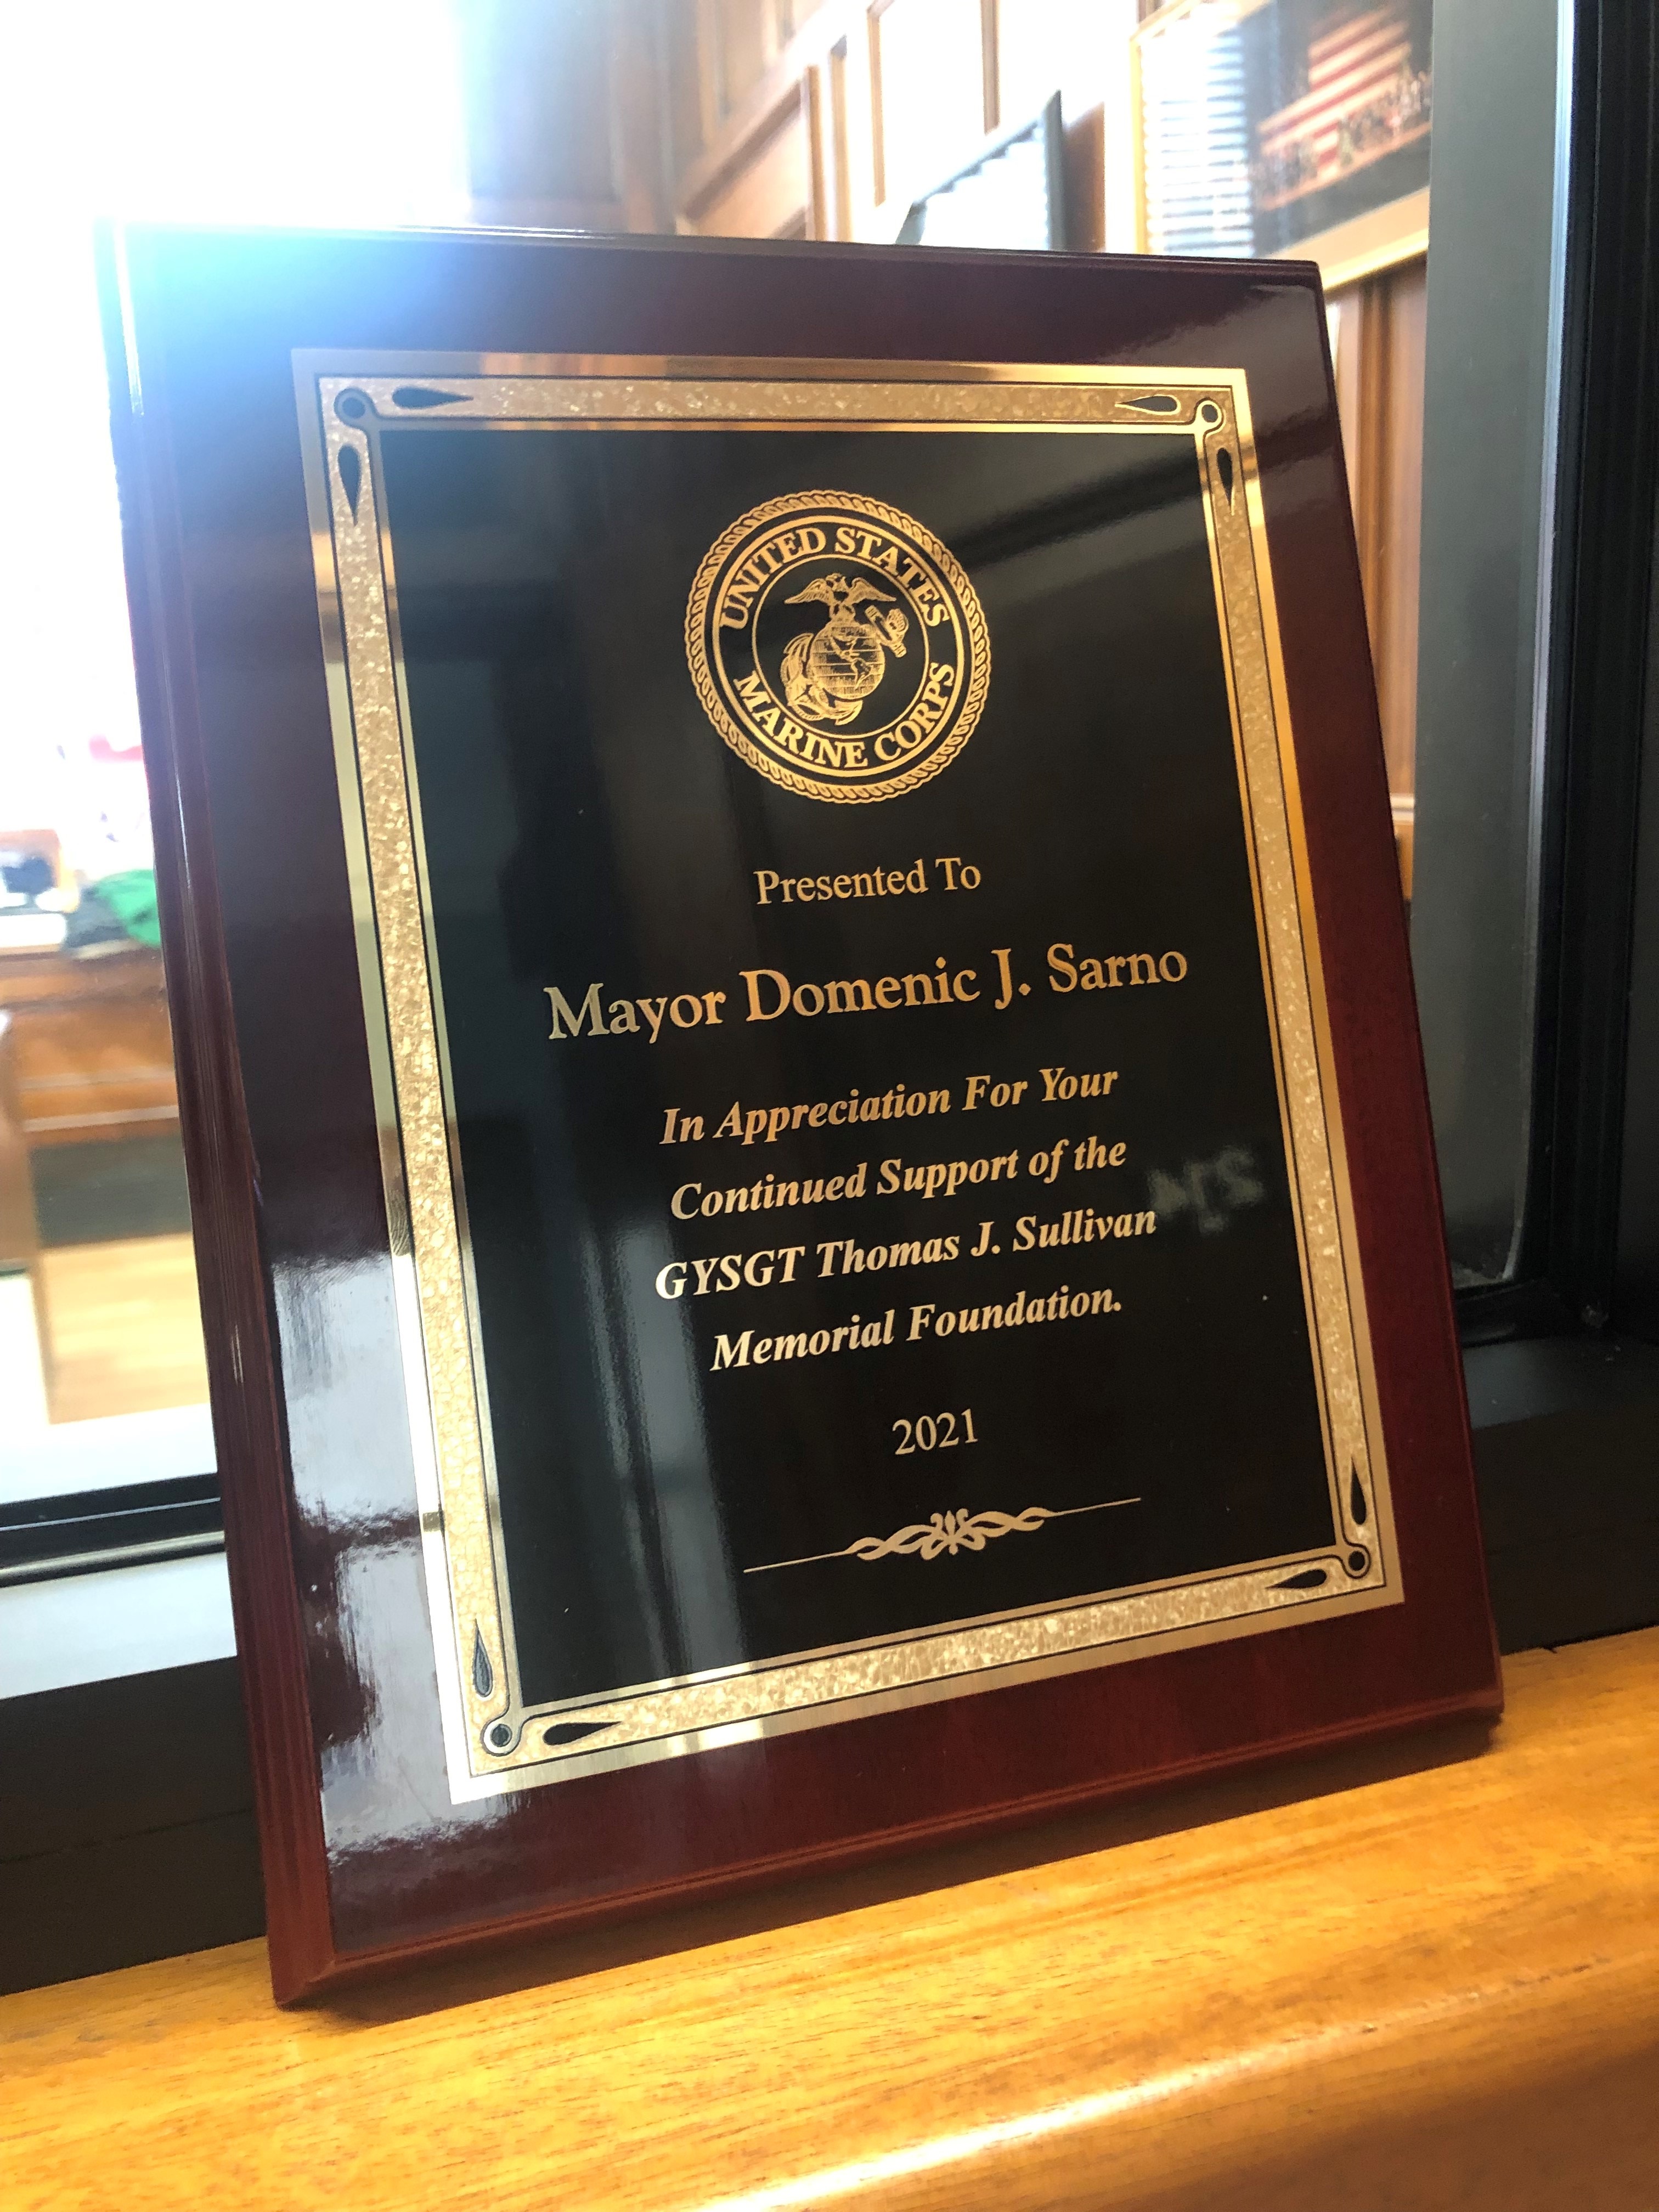 UNITED STATES
MARINE CORPS
Presented To
Mayor Domenic J. Sarno
In Appreciation For Your
Continued Support of the
GYSGT Thomas J. Sullivan
Memorial Foundation.
2021